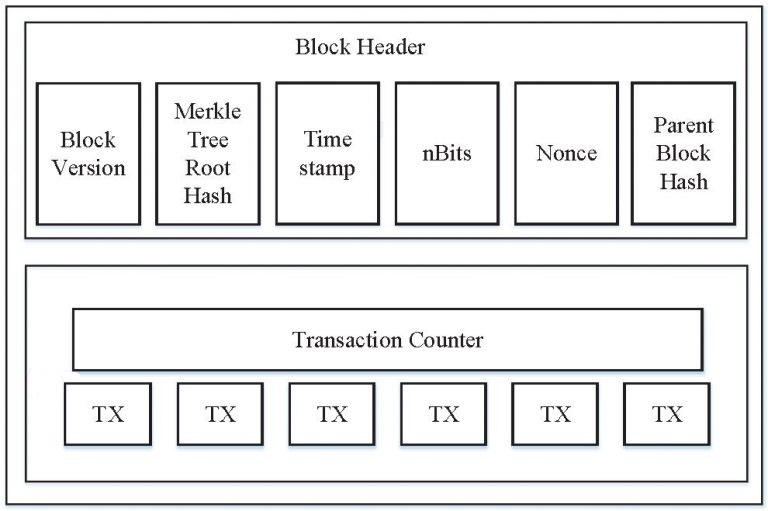 Block Header
Block
Version
Merkle
Tree
Root
Hash
Time
stamp
nBits
Nonce
Parent
Block
Hash
Transaction Counter
TX
TX
TX
TX
TX
TX